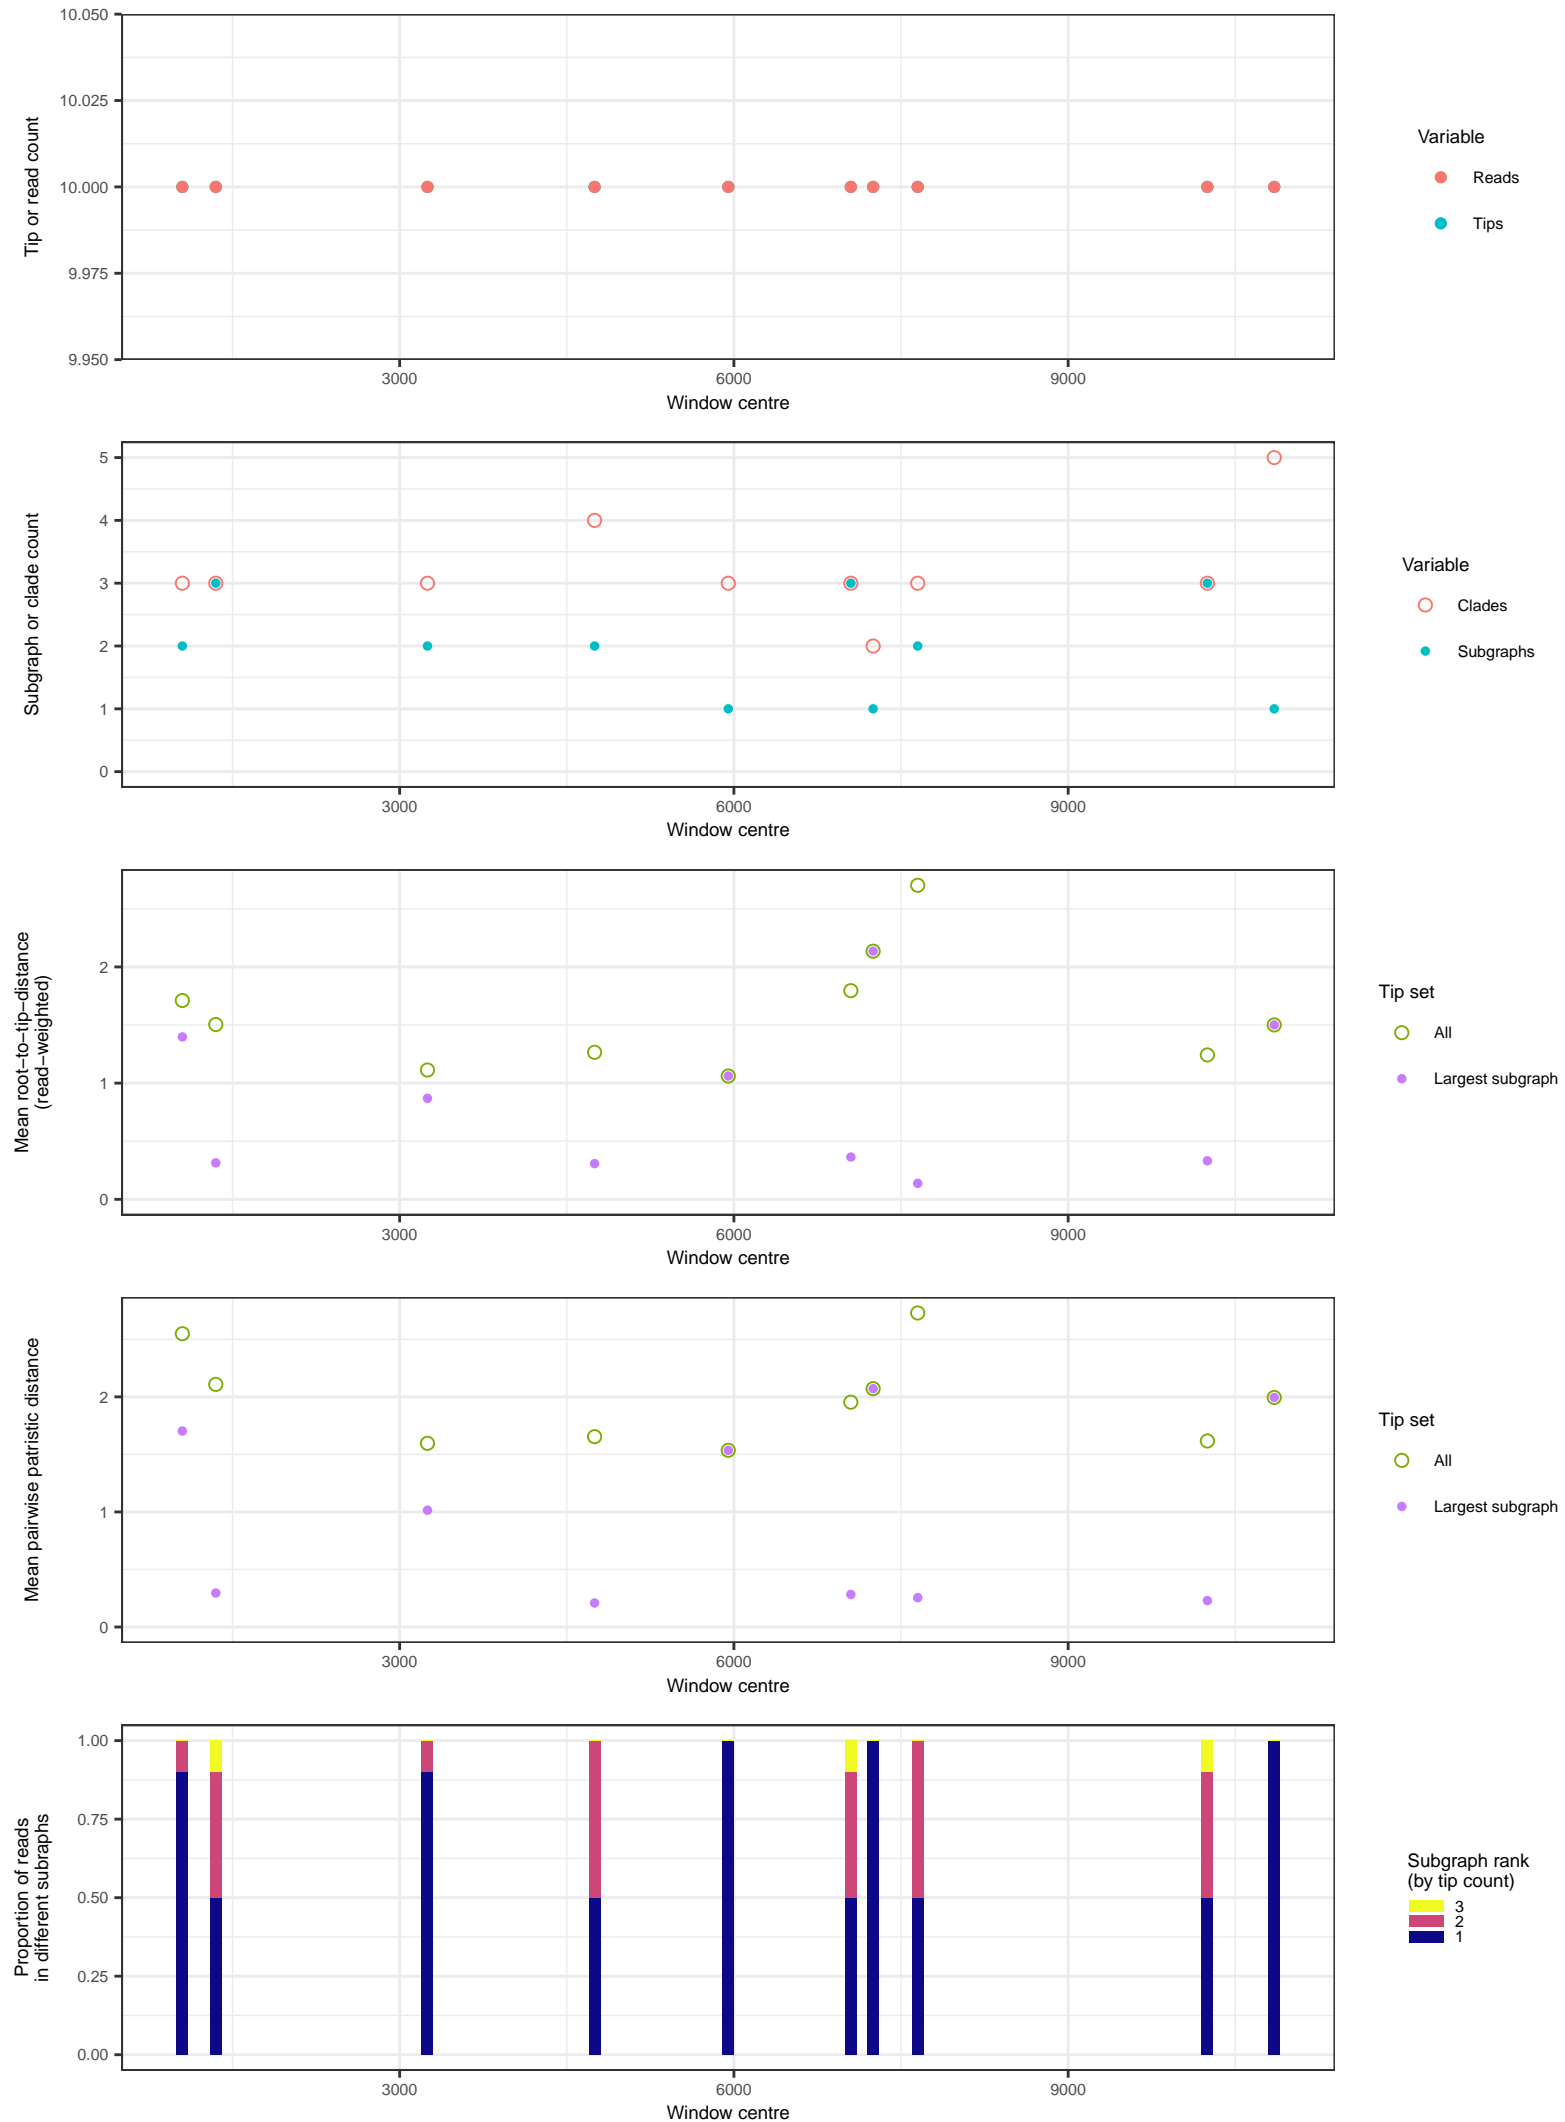 10.050
10.025
10.000
9.975
9.950
Tip or read count
3000
6000
9000
Window centre
Variable
Reads
Tips
5
4
3
2
1
0
Subgraph or clade count
3000
6000
9000
Window centre
Variable
Clades
Subgraphs
2
1
0
Mean root−to−tip−distance
(read−weighted)
3000
6000
9000
Window centre
Tip set
All
Largest subgraph
2
1
0
Mean pairwise patristic distance
3000
6000
9000
Window centre
Tip set
All
Largest subgraph
1.00
0.75
0.50
0.25
0.00
Proportion of reads
in different subraphs
3000
6000
9000
Window centre
Subgraph rank
(by tip count)
3
2
1